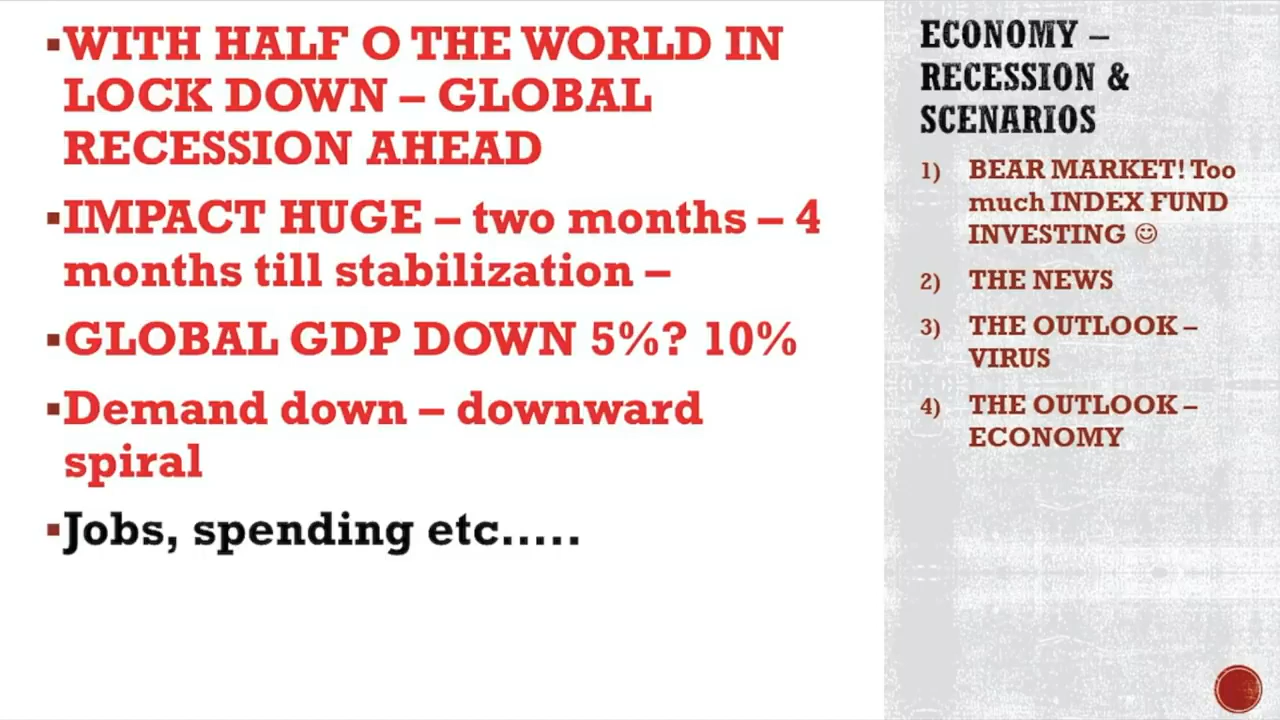 ▪WITH HALF O THE WORLD IN
LOCK DOWN – GLOBAL
RECESSION AHEAD
▪IMPACT HUGE – two months – 4
months till stabilization –
▪GLOBAL GDP DOWN 5%? 10%
▪Demand down – downward
spiral
▪Jobs, spending etc.....
ECONOMY –
RECESSION &
SCENARIOS
1) BEAR MARKET! Too
much INDEX FUND
INVESTING ☺
2) THE NEWS
3) THE OUTLOOK –
VIRUS
4) THE OUTLOOK –
ECONOMY